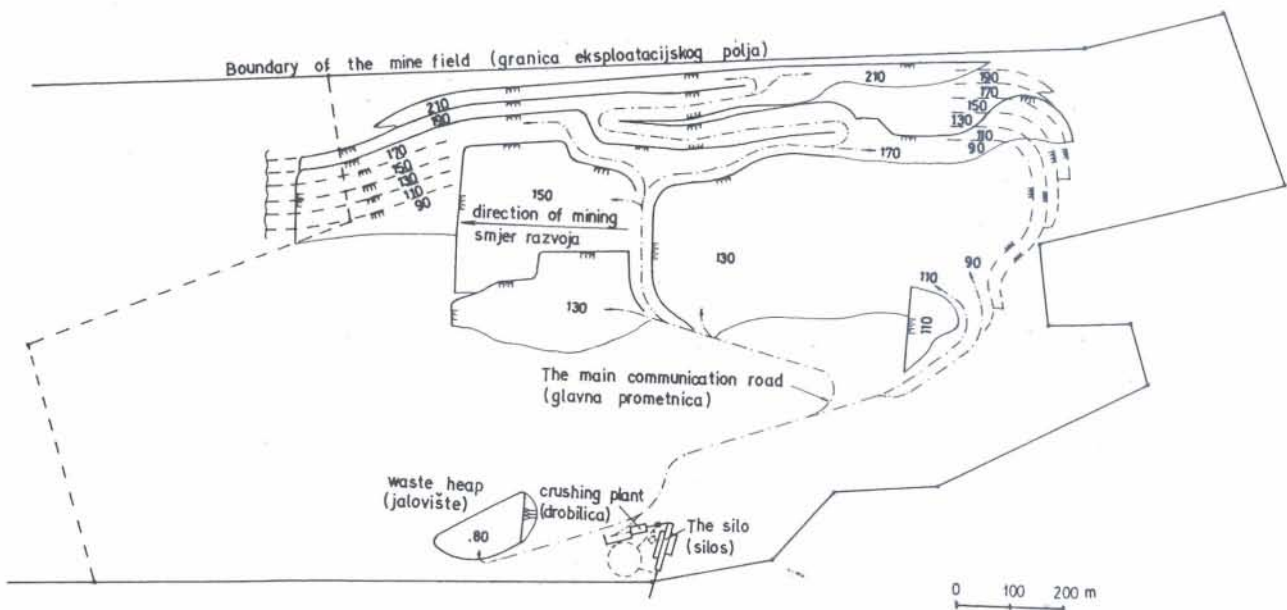 Boundary of the mine field (granica eksploatacijskog polja)
210
190
170
150
130
110
90
210
170
190
170
150
130
110
90
150
direction of mining
smjer razvoja
130
130
110
90
110
The main communication road
(glavna prometnica)
waste heap
(jalovište)
.80
crushing plant
(drobilica)
The silo
(silos)
0 100 200 m